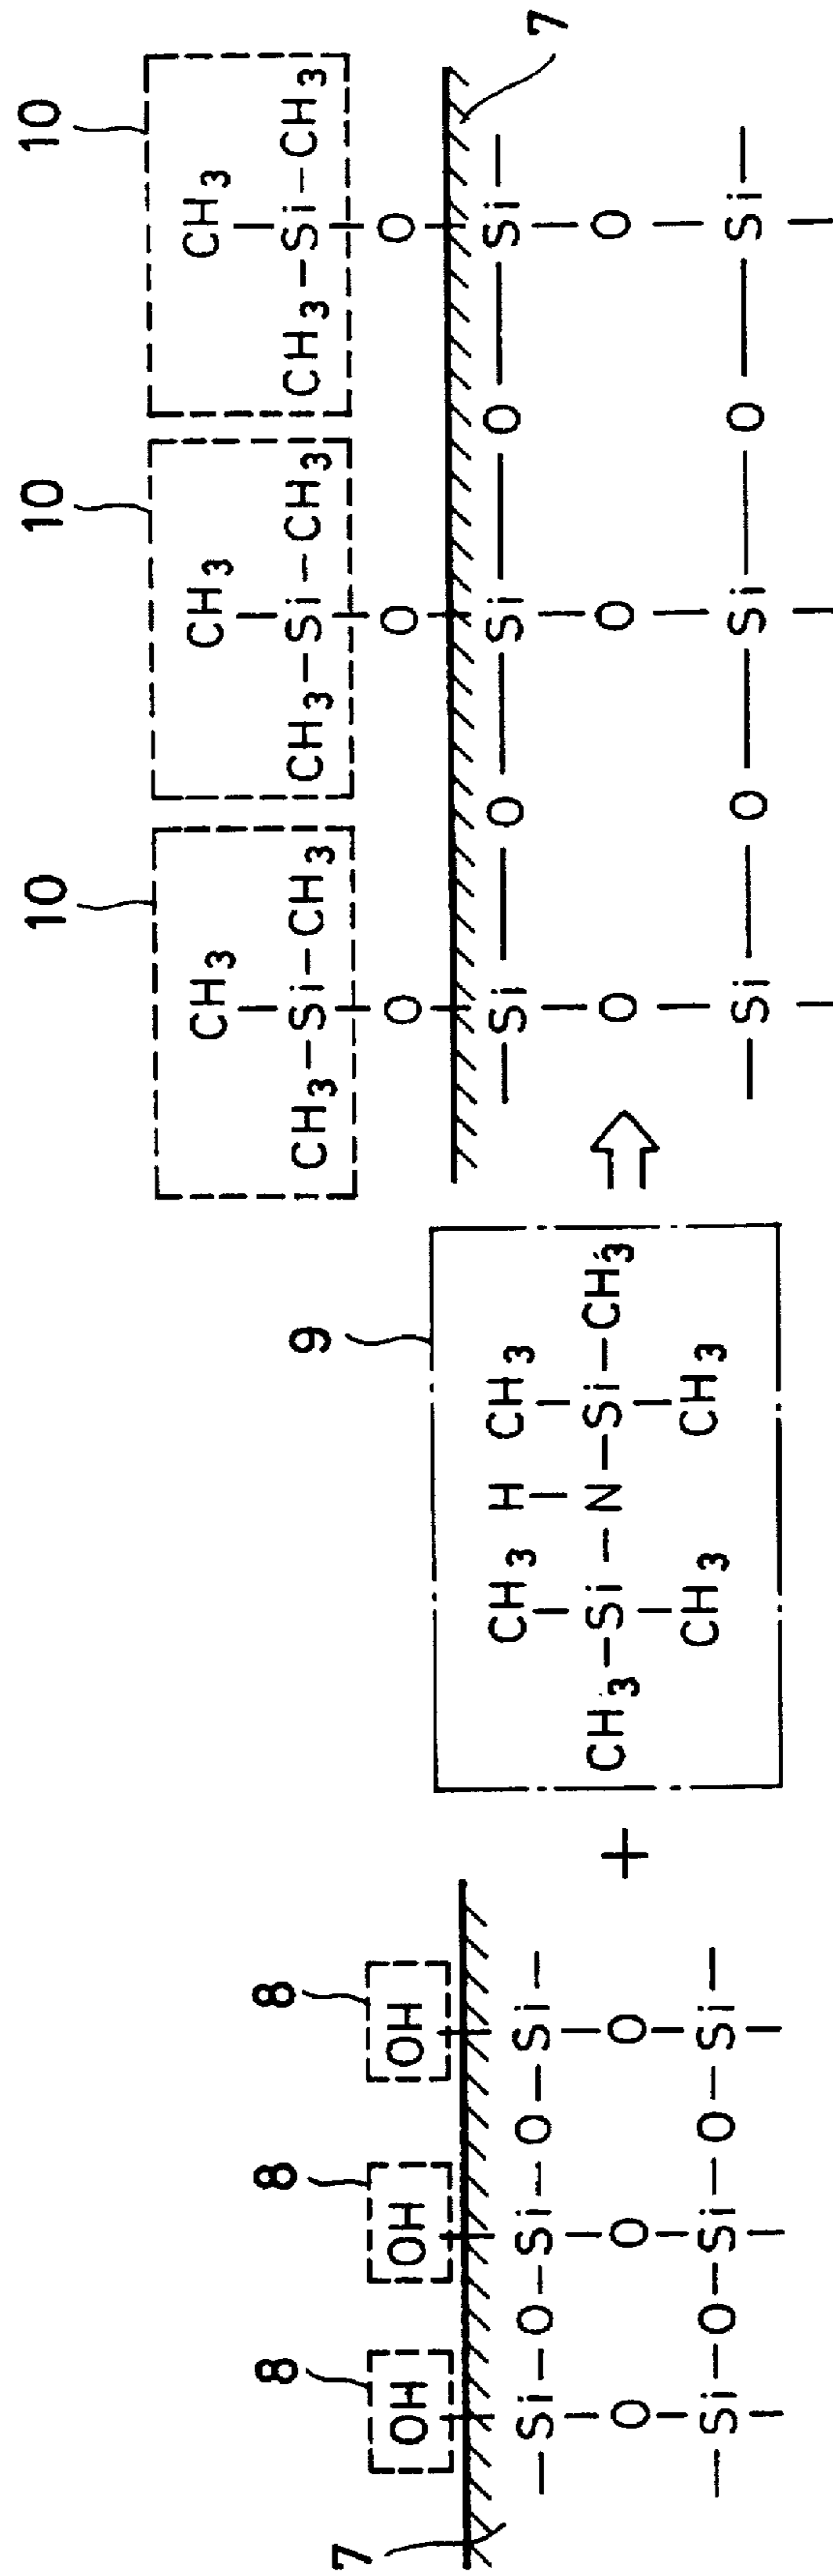 8 8 8
OH OH OH
7
—Si—O—Si—O—Si—
O O O
—Si—O—Si—O—Si—
+
9
CH3 H CH3
CH3—Si—N—Si—CH3
CH3 CH3
⇨
10 10 10
CH3 CH3 CH3
CH3—Si—CH3 CH3—Si—CH3 CH3—Si—CH3
O O O
7
—Si—O—Si—O—Si—
O O O
—Si—O—Si—O—Si—